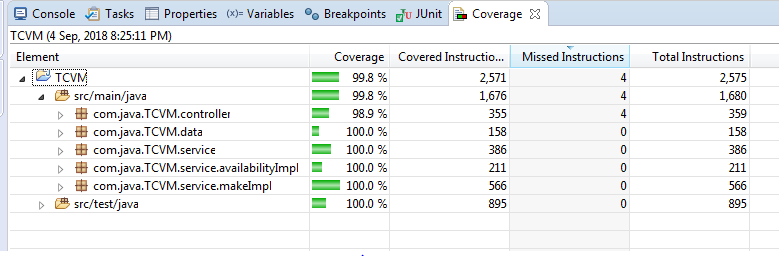 Console Tasks Properties (x)= Variables Breakpoints JUnit Coverage
TCVM (4 Sep, 2018 8:25:11 PM)
Element Coverage Covered Instructio... Missed Instructions Total Instructions
TCVM 99.8 % 2,571 4 2,575
src/main/java 99.8 % 1,676 4 1,680
com.java.TCVM.controller 98.9 % 355 4 359
com.java.TCVM.data 100.0 % 158 0 158
com.java.TCVM.service 100.0 % 386 0 386
com.java.TCVM.service.availabilityImpl 100.0 % 211 0 211
com.java.TCVM.service.makeImpl 100.0 % 566 0 566
src/test/java 100.0 % 895 0 895